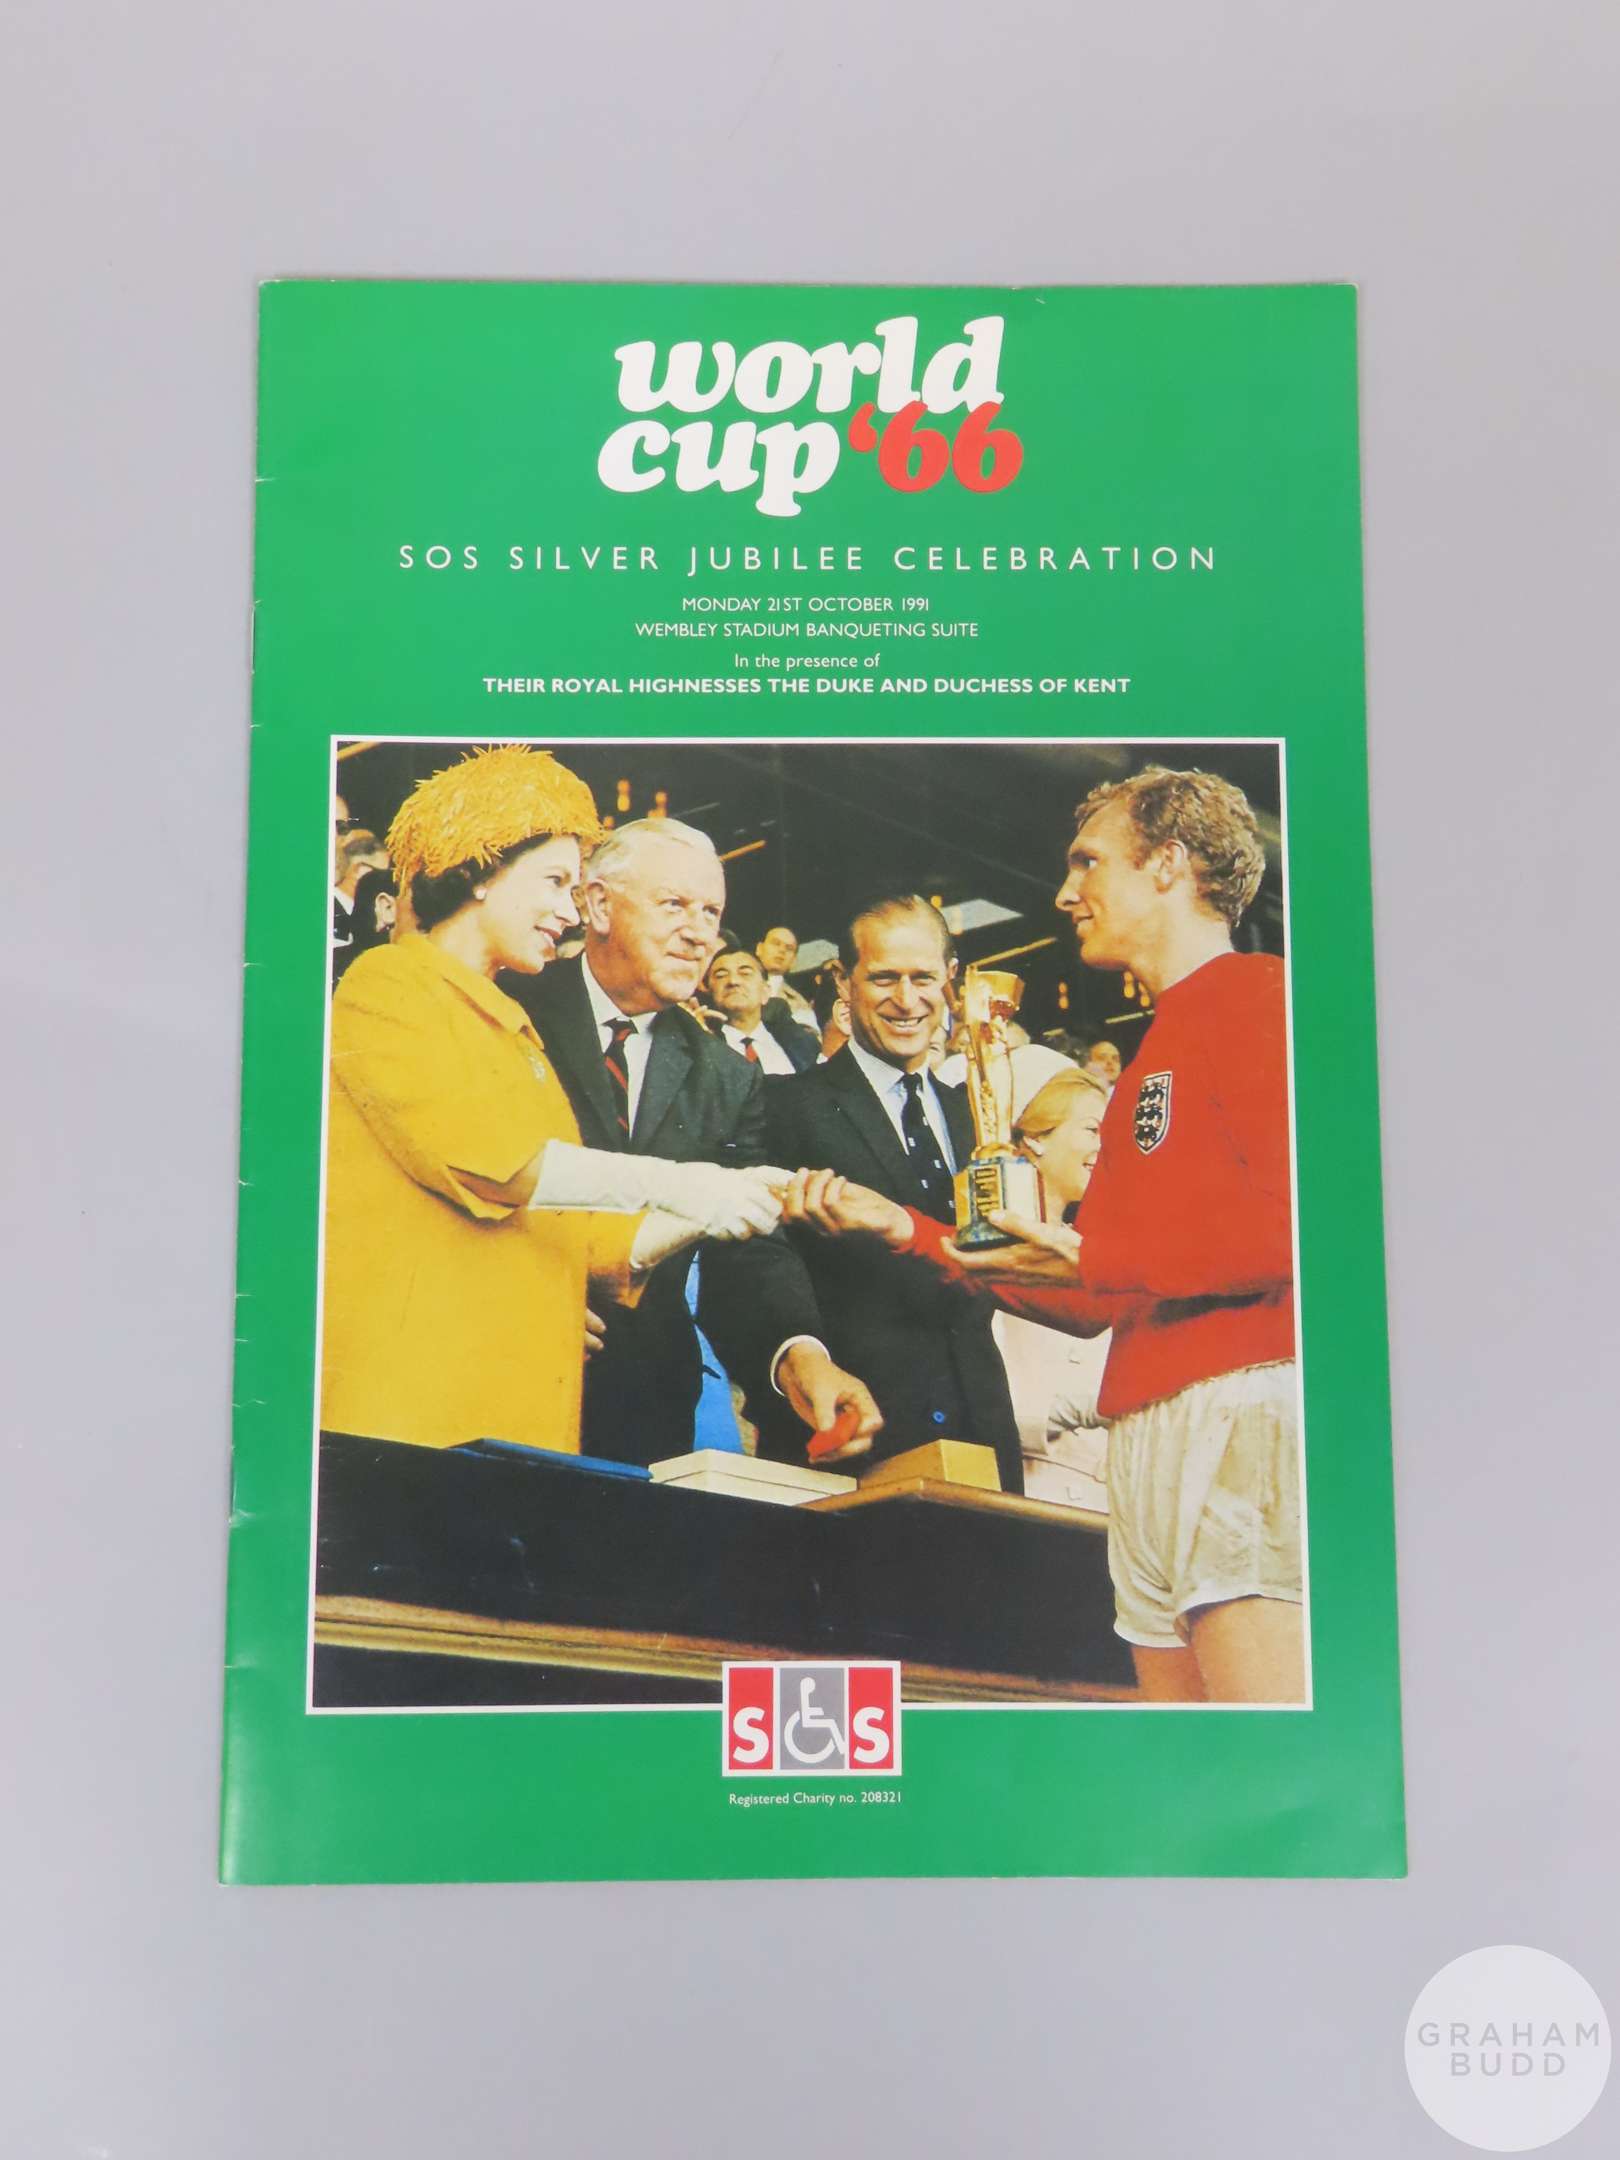 world
cup '66
SOS SILVER JUBILEE CELEBRATION
MONDAY 21ST OCTOBER 1991
WEMBLEY STADIUM BANQUETING SUITE
In the presence of
THEIR ROYAL HIGHNESSES THE DUKE AND DUCHESS OF KENT
S S
Registered Charity no. 208321
GRAHAM
BUDD